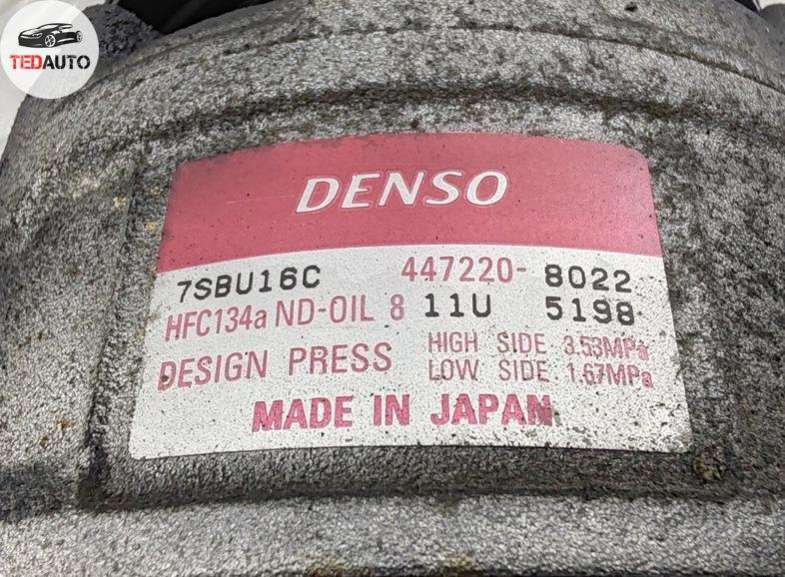 TEDAUTO
DENSO
7SBU16C 447220-8022
HFC134a ND-OIL 8 11U 5198
DESIGN PRESS HIGH SIDE 3.53MPa
LOW SIDE 1.67MPa
MADE IN JAPAN